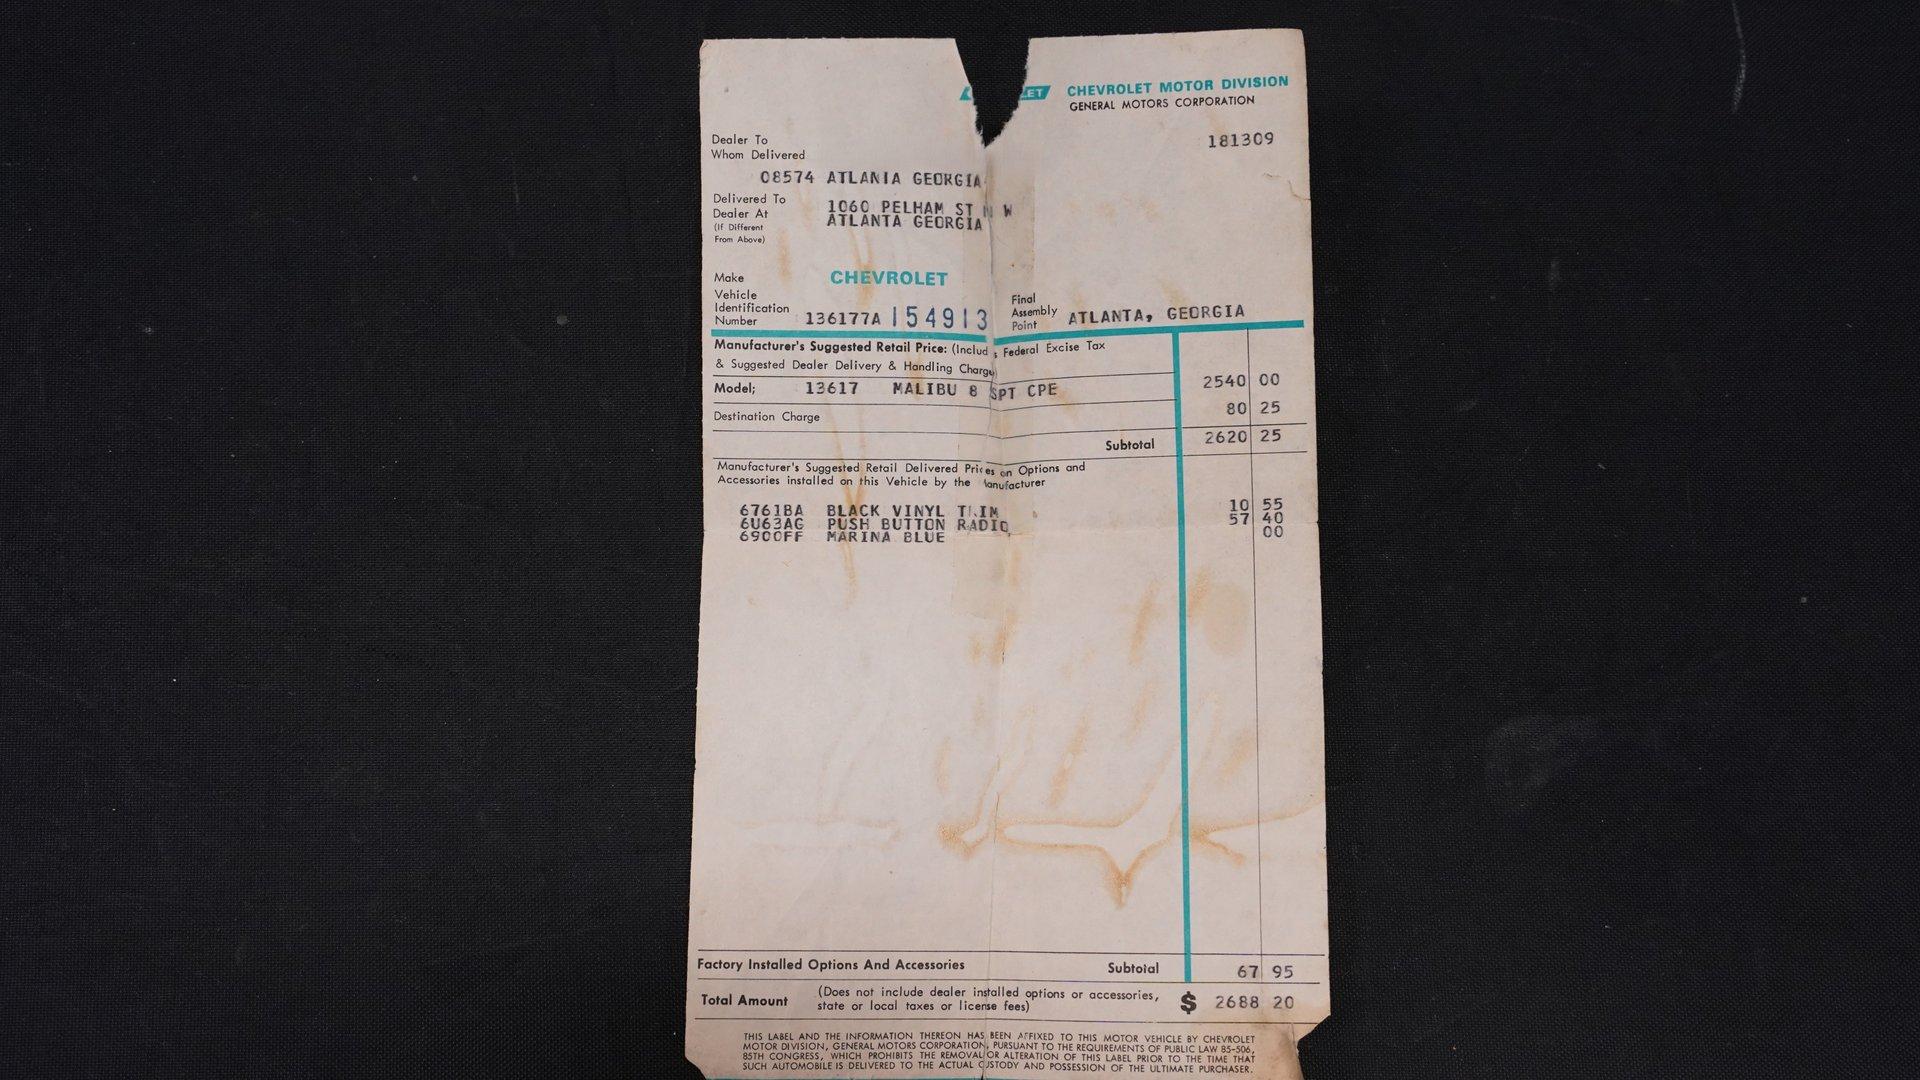 CHEVROLET MOTOR DIVISION
GENERAL MOTORS CORPORATION
181309
Dealer To
Whom Delivered
08574 ATLANIA GEORGIA
Delivered To
Dealer At
(If Different
From Above)
1060 PELHAM ST N W
ATLANTA GEORGIA
Make CHEVROLET
Vehicle
Identification
Number 136177A 154913
Final
Assembly
Point ATLANTA, GEORGIA
Manufacturer's Suggested Retail Price: (Includ s Federal Excise Tax
& Suggested Dealer Delivery & Handling Charge)
Model; 13617 MALIBU 8 SPT CPE 2540 00
Destination Charge 80 25
Subtotal 2620 25
Manufacturer's Suggested Retail Delivered Prices on Options and
Accessories installed on this Vehicle by the Manufacturer
6761BA BLACK VINYL TRIM 10 55
6U63AG PUSH BUTTON RADIO 57 40
6900FF MARINA BLUE 00
Factory Installed Options And Accessories Subtotal 67 95
Total Amount (Does not include dealer installed options or accessories,
state or local taxes or license fees) $ 2688 20
THIS LABEL AND THE INFORMATION THEREON HAS BEEN AFFIXED TO THIS MOTOR VEHICLE BY CHEVROLET
MOTOR DIVISION, GENERAL MOTORS CORPORATION, PURSUANT TO THE REQUIREMENTS OF PUBLIC LAW 85-506,
85TH CONGRESS, WHICH PROHIBITS THE REMOVAL OR ALTERATION OF THIS LABEL PRIOR TO THE TIME THAT
SUCH AUTOMOBILE IS DELIVERED TO THE ACTUAL CUSTODY AND POSSESSION OF THE ULTIMATE PURCHASER.